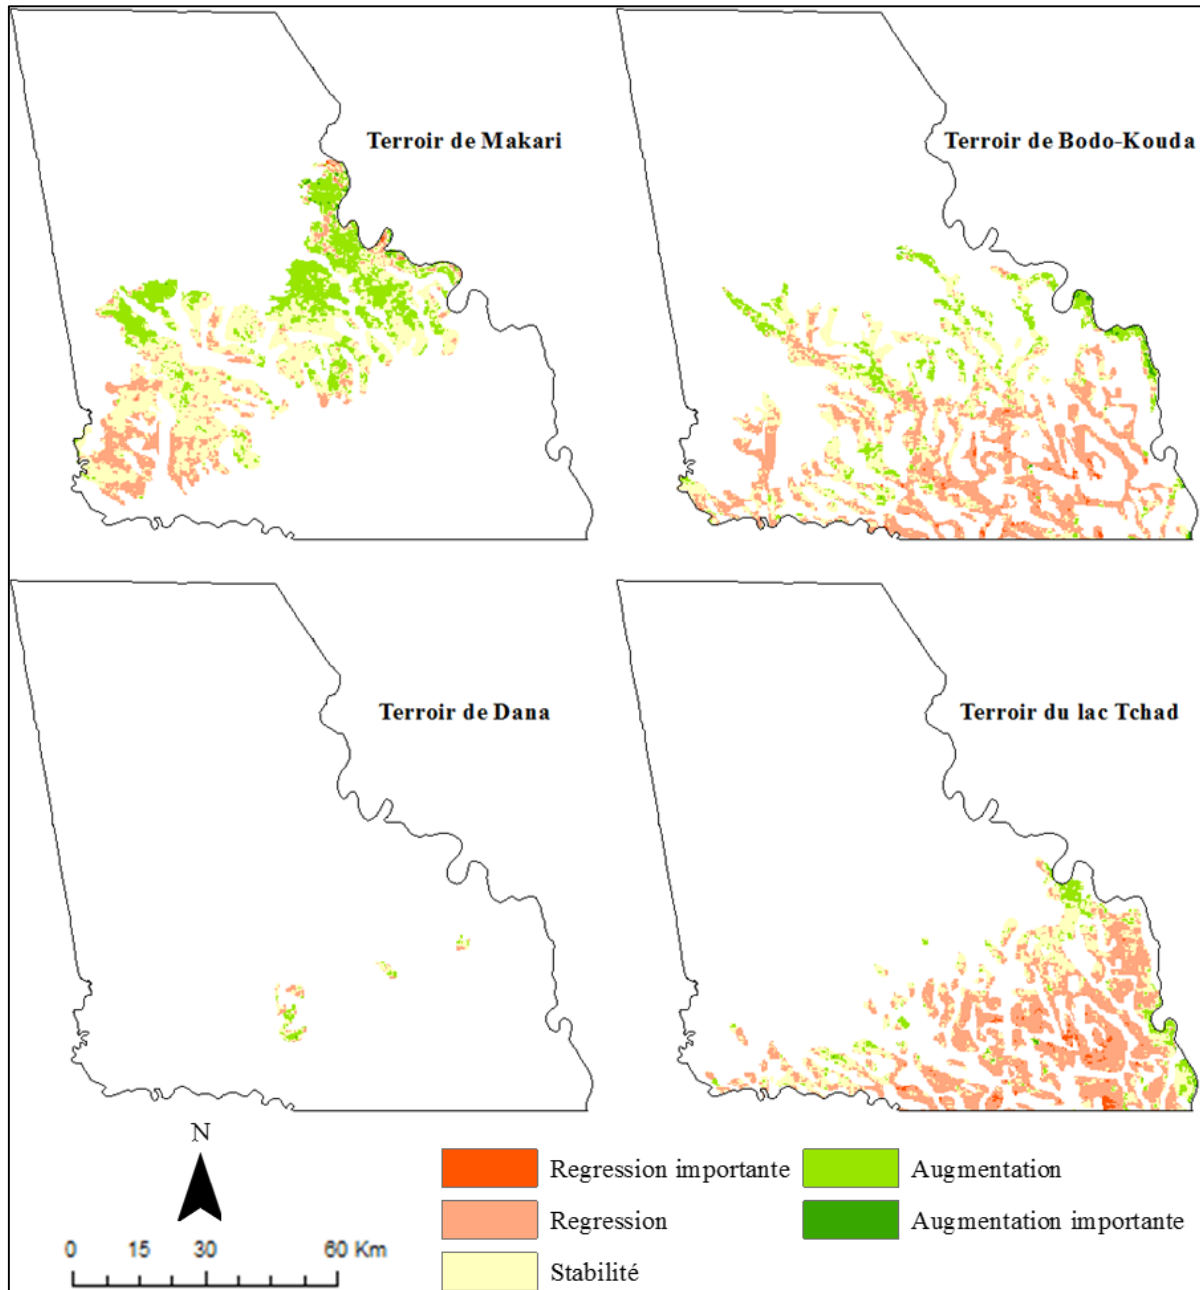 Terroir de Makari
Terroir de Bodo-Kouda
Terroir de Dana
Terroir du lac Tchad
N
0 15 30 60 Km
Regression importante
Regression
Stabilité
Augmentation
Augmentation importante